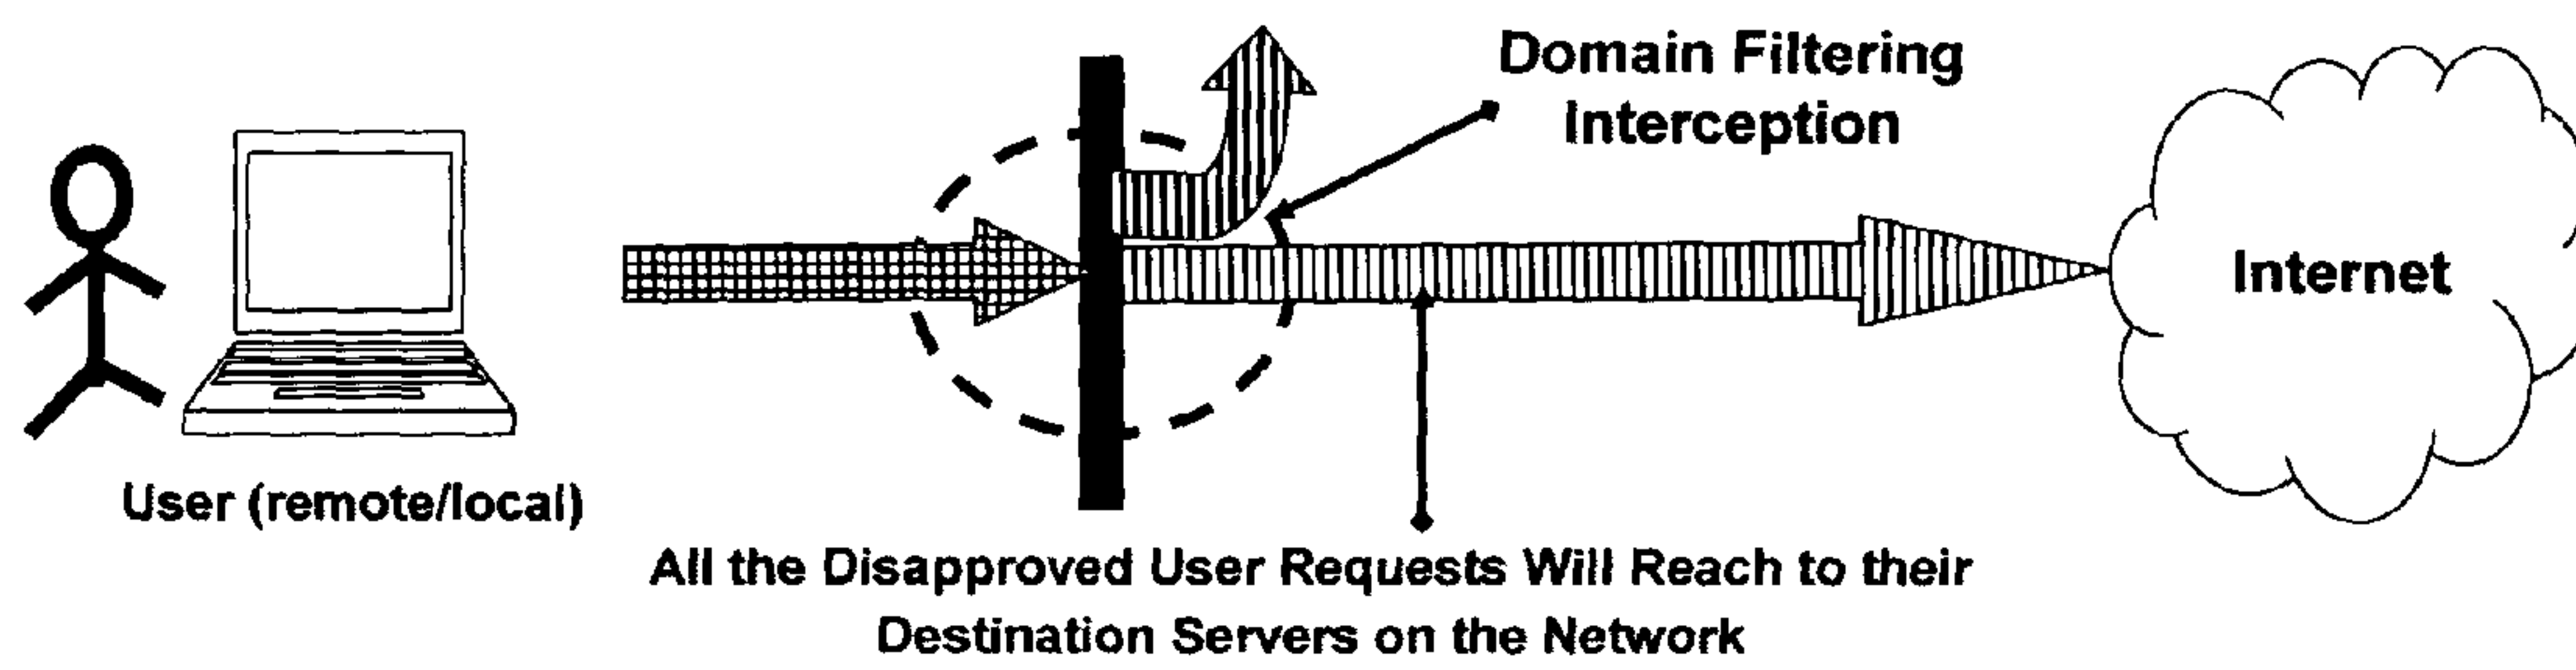 Domain Filtering
Interception
Internet
User (remote/local)
All the Disapproved User Requests Will Reach to their
Destination Servers on the Network